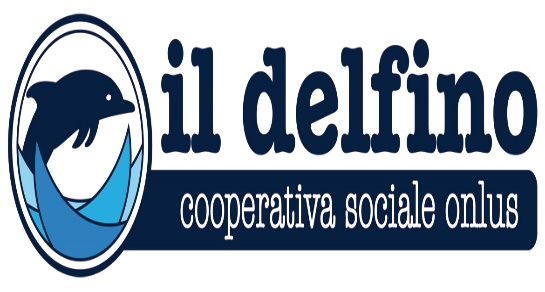 il delfino
cooperativa sociale onlus